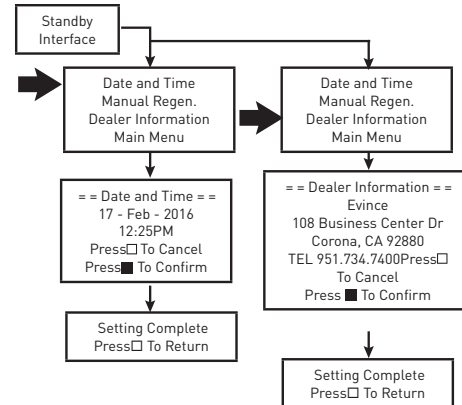 Standby
Interface
Date and Time
Manual Regen.
Dealer Information
Main Menu
= = Date and Time = =
17 - Feb - 2016
12:25PM
Press□ To Cancel
Press■ To Confirm
Setting Complete
Press□ To Return
Date and Time
Manual Regen.
Dealer Information
Main Menu
= = Dealer Information = =
Evince
108 Business Center Dr
Corona, CA 92880
TEL 951.734.7400Press□
To Cancel
Press ■ To Confirm
Setting Complete
Press□ To Return